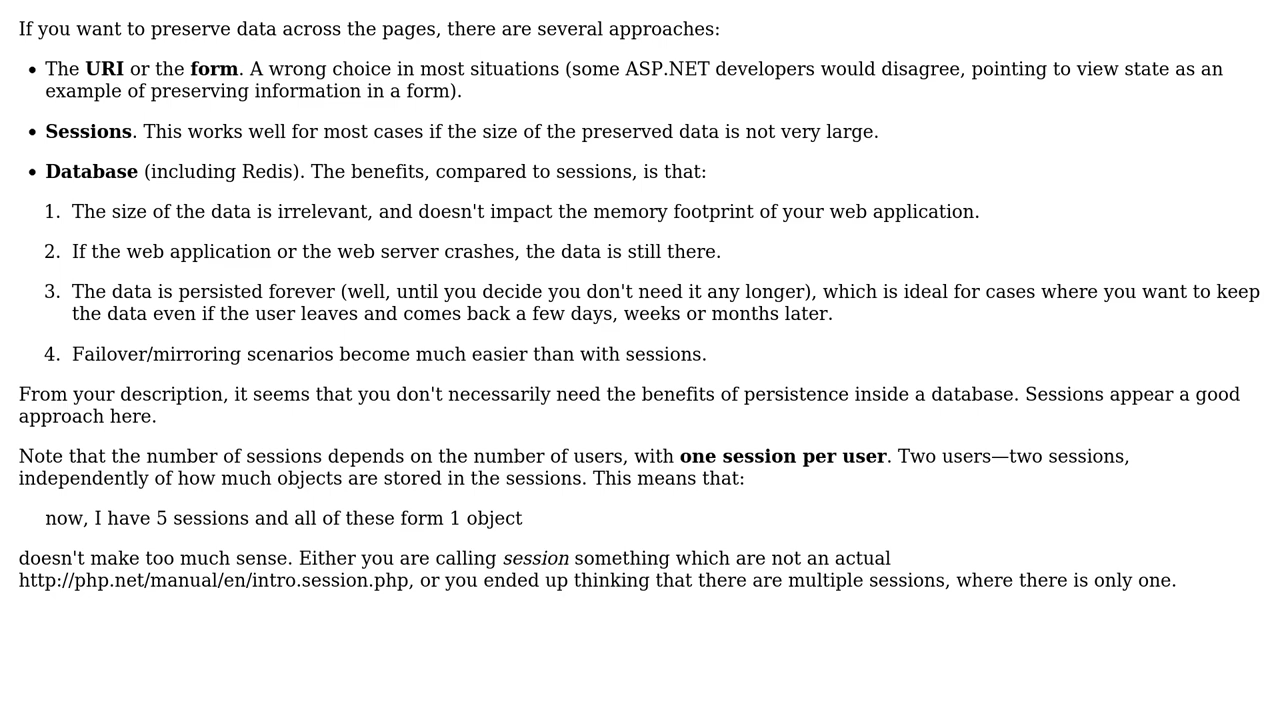 If you want to preserve data across the pages, there are several approaches:
• The URI or the form. A wrong choice in most situations (some ASP.NET developers would disagree, pointing to view state as an
example of preserving information in a form).
• Sessions. This works well for most cases if the size of the preserved data is not very large.
• Database (including Redis). The benefits, compared to sessions, is that:
1. The size of the data is irrelevant, and doesn't impact the memory footprint of your web application.
2. If the web application or the web server crashes, the data is still there.
3. The data is persisted forever (well, until you decide you don't need it any longer), which is ideal for cases where you want to keep
the data even if the user leaves and comes back a few days, weeks or months later.
4. Failover/mirroring scenarios become much easier than with sessions.
From your description, it seems that you don't necessarily need the benefits of persistence inside a database. Sessions appear a good
approach here.
Note that the number of sessions depends on the number of users, with one session per user. Two users—two sessions,
independently of how much objects are stored in the sessions. This means that:
now, I have 5 sessions and all of these form 1 object
doesn't make too much sense. Either you are calling session something which are not an actual
http://php.net/manual/en/intro.session.php, or you ended up thinking that there are multiple sessions, where there is only one.